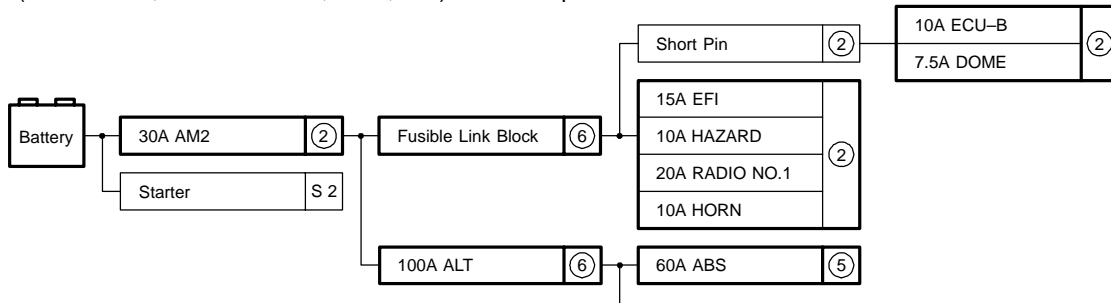 Short Pin 2
10A ECU–B 2
7.5A DOME
Battery
30A AM2 2
Fusible Link Block 6
15A EFI
10A HAZARD
20A RADIO NO.1
10A HORN
2
Starter S 2
100A ALT 6
60A ABS 5